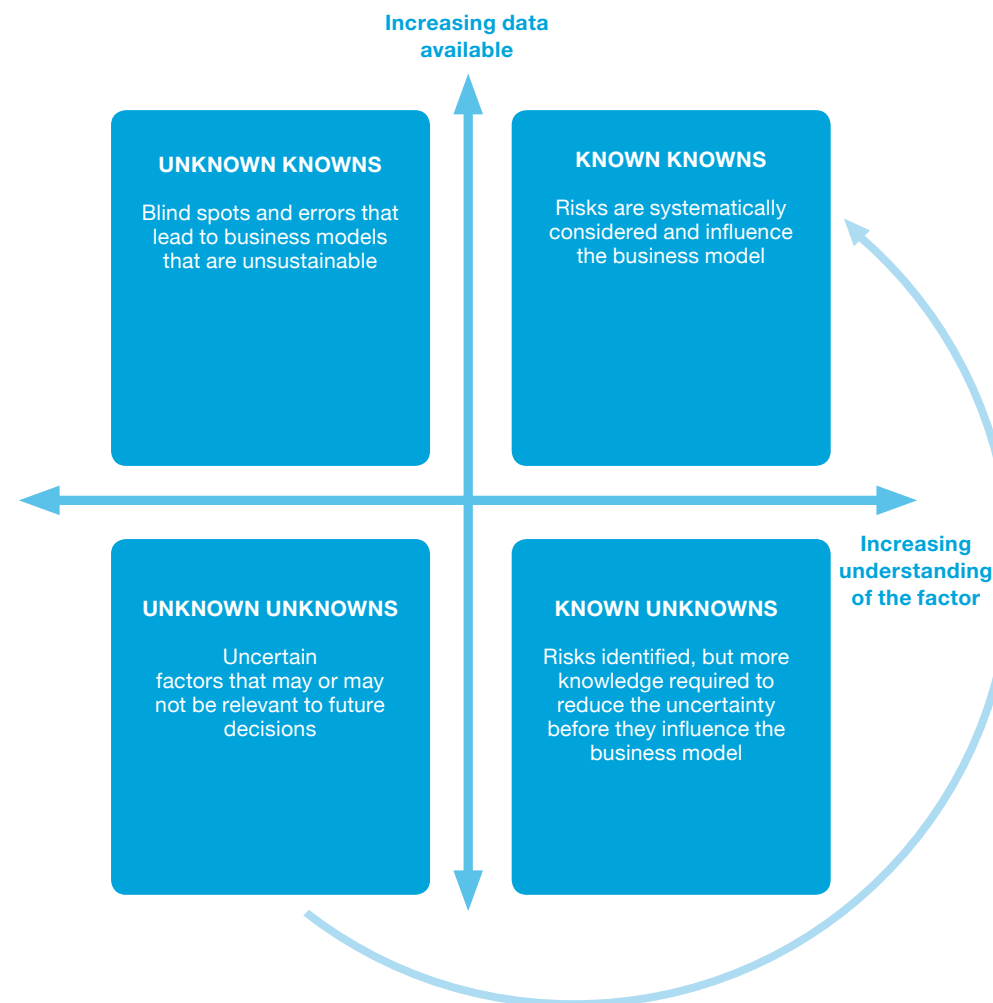 Increasing data
available
UNKNOWN KNOWNS
Blind spots and errors that
lead to business models
that are unsustainable
KNOWN KNOWNS
Risks are systematically
considered and influence
the business model
Increasing
understanding
of the factor
UNKNOWN UNKNOWNS
Uncertain
factors that may or may
not be relevant to future
decisions
KNOWN UNKNOWNS
Risks identified, but more
knowledge required to
reduce the uncertainty
before they influence the
business model